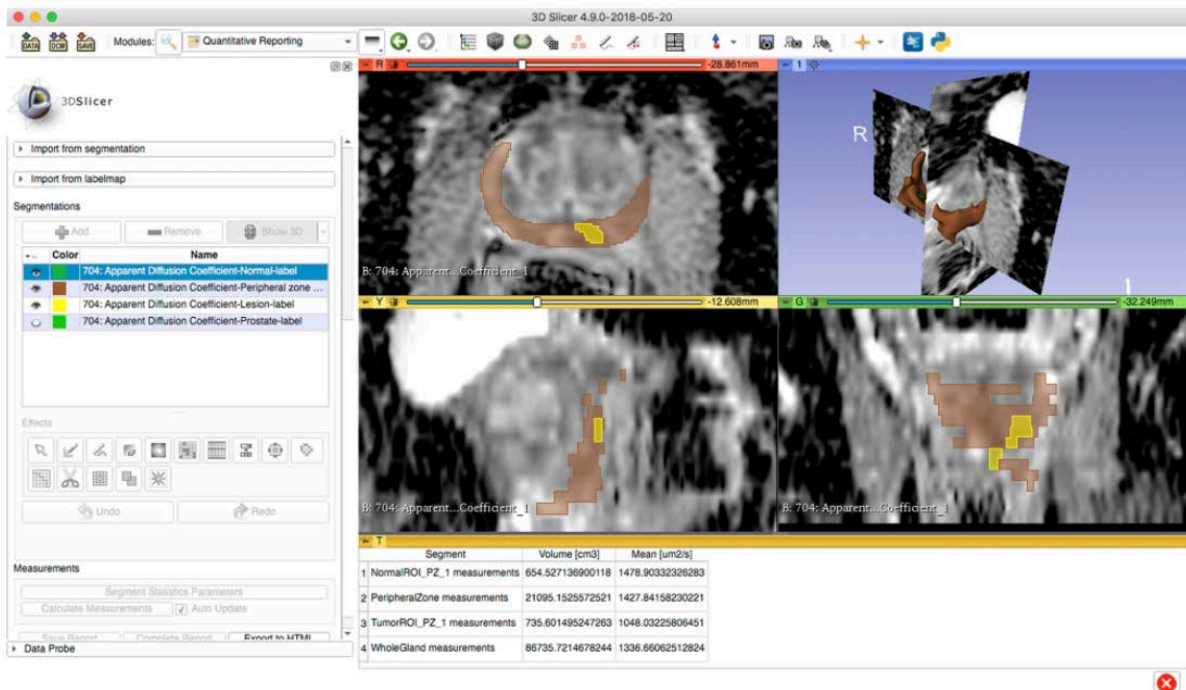 3D Slicer 4.9.0-2018-05-20
DATA DCM SAVE Modules: Quantitative Reporting
3DSlicer
Import from segmentation
Import from labelmap
Segmentations
Add Remove Show 3D
Color Name
704: Apparent Diffusion Coefficient-Normal-label
704: Apparent Diffusion Coefficient-Peripheral zone ...
704: Apparent Diffusion Coefficient-Lesion-label
704: Apparent Diffusion Coefficient-Prostate-label
Effects
Undo Redo
Measurements
Segment Statistics Parameters
Calculate Measurements Auto Update
Save Report Complete Report Export to HTML
Data Probe
R -28.861mm
B: 704: Apparent...Coefficient_1
1
R
Y -12.608mm
B: 704: Apparent...Coefficient_1
G -32.249mm
B: 704: Apparent...Coefficient_1
T
Segment Volume [cm3] Mean [um2/s]
1 NormalROI_PZ_1 measurements 654.527136900118 1478.90332326283
2 PeripheralZone measurements 21095.1525572521 1427.84158230221
3 TumorROI_PZ_1 measurements 735.601495247263 1048.03225806451
4 WholeGland measurements 86735.7214678244 1336.66062512824